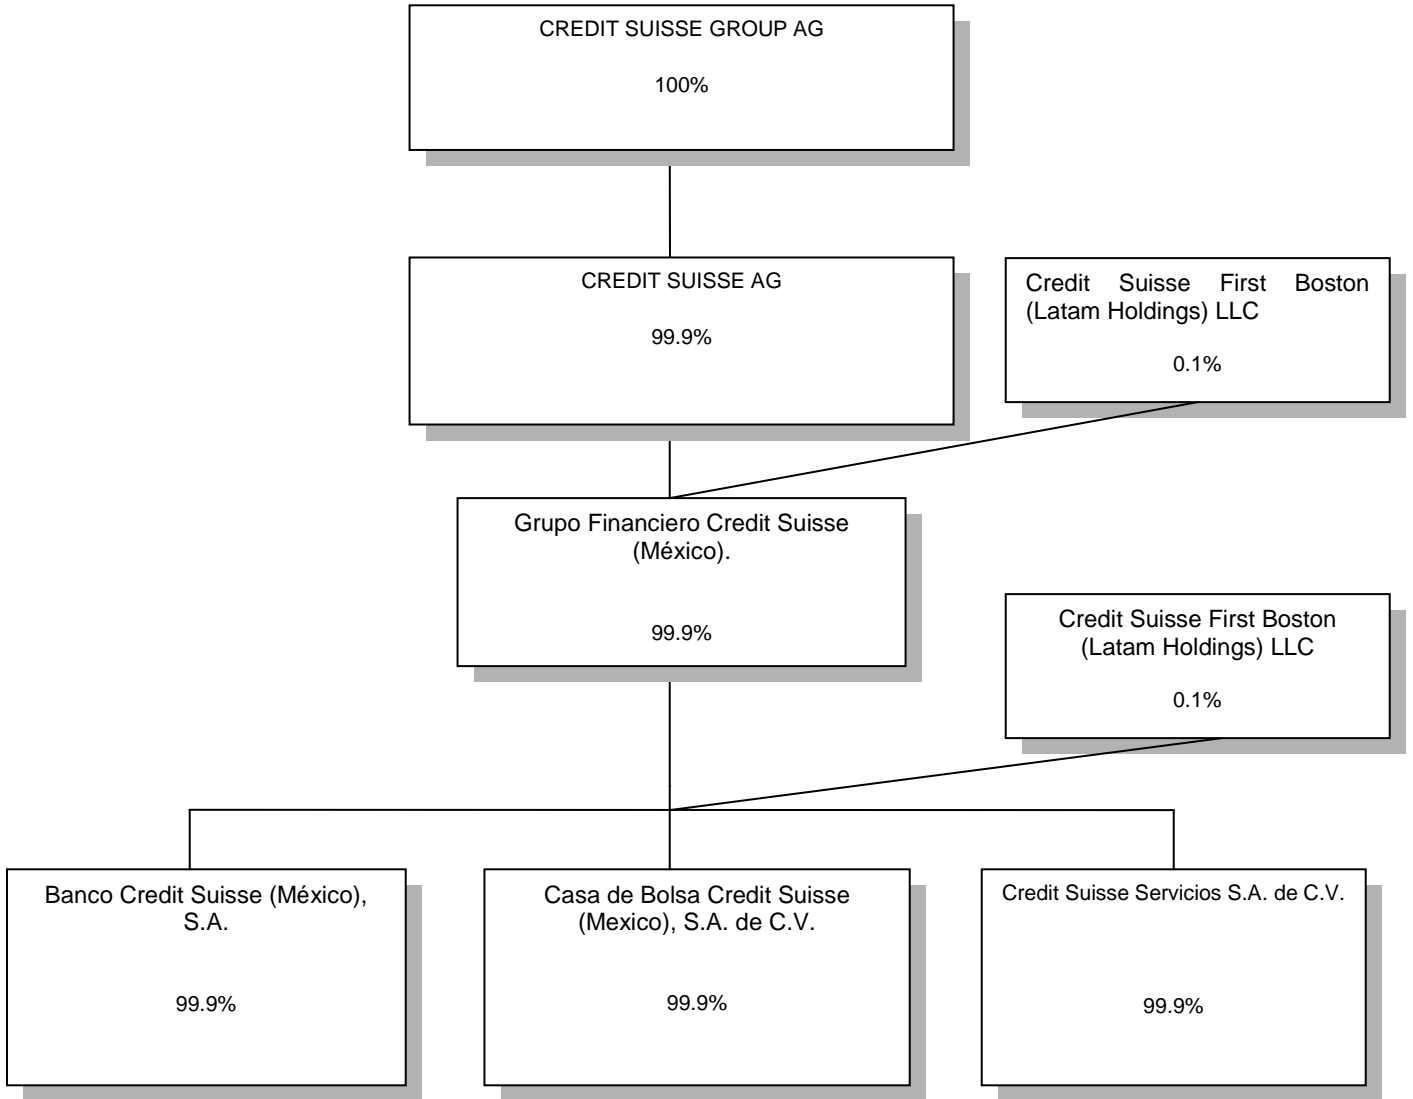 CREDIT SUISSE GROUP AG
100%
CREDIT SUISSE AG
99.9%
Credit Suisse First Boston
(Latam Holdings) LLC
0.1%
Grupo Financiero Credit Suisse
(México).
99.9%
Credit Suisse First Boston
(Latam Holdings) LLC
0.1%
Banco Credit Suisse (México),
S.A.
99.9%
Casa de Bolsa Credit Suisse
(Mexico), S.A. de C.V.
99.9%
Credit Suisse Servicios S.A. de C.V.
99.9%